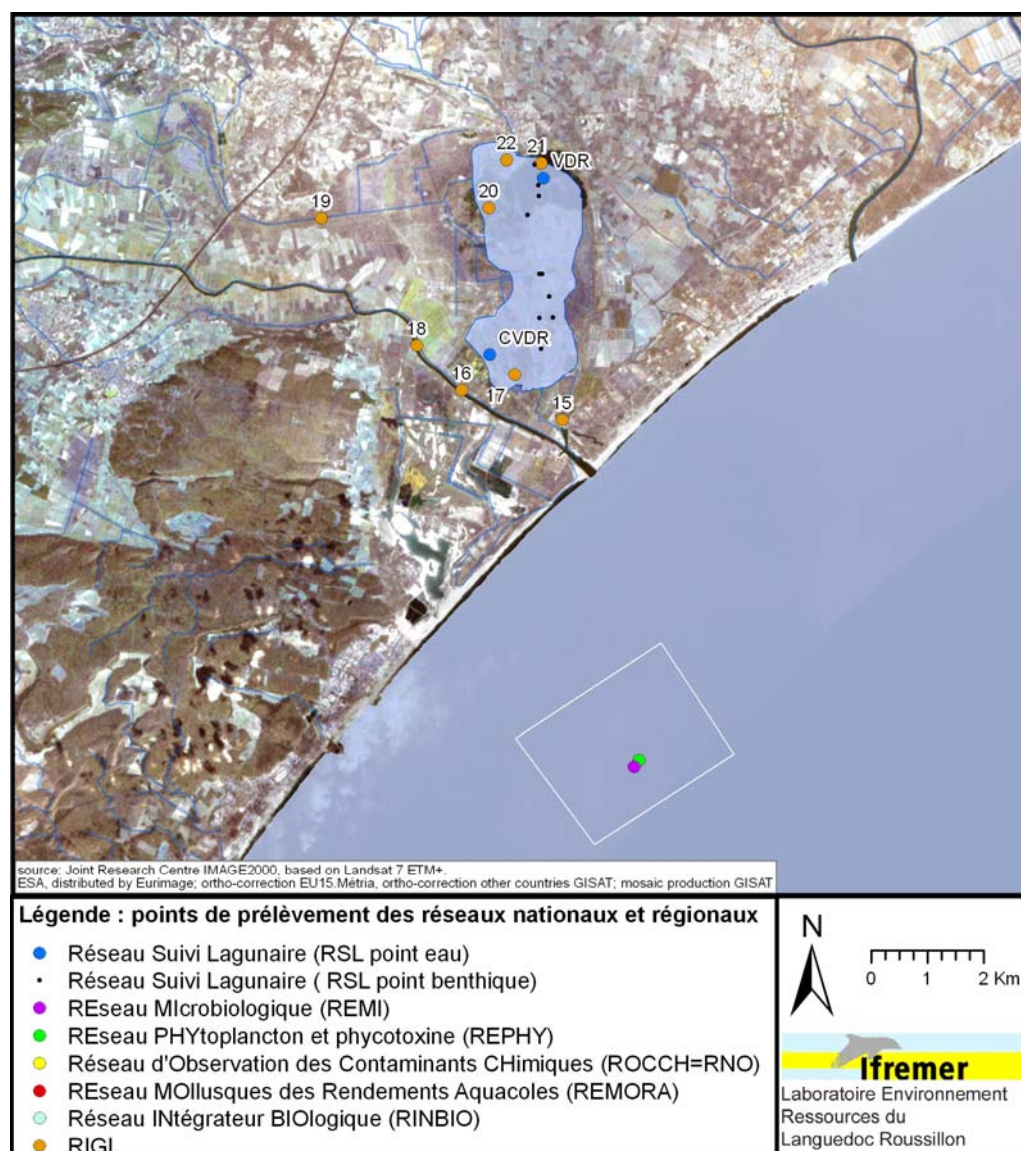 22
21
VDR
20
19
18
CVDR
16
17
15
source: Joint Research Centre IMAGE2000, based on Landsat 7 ETM+.
ESA, distributed by Eurimage; ortho-correction EU15.Métria, ortho-correction other countries GISAT; mosaic production GISAT
Légende : points de prélèvement des réseaux nationaux et régionaux
Réseau Suivi Lagunaire (RSL point eau)
Réseau Suivi Lagunaire ( RSL point benthique)
REseau MIcrobiologique (REMI)
REseau PHYtoplancton et phycotoxine (REPHY)
Réseau d'Observation des Contaminants CHimiques (ROCCH=RNO)
REseau MOllusques des Rendements Aquacoles (REMORA)
Réseau INtégrateur BIOlogique (RINBIO)
RIGI
N
0 1 2 Km
Ifremer
Laboratoire Environnement
Ressources du
Languedoc Roussillon